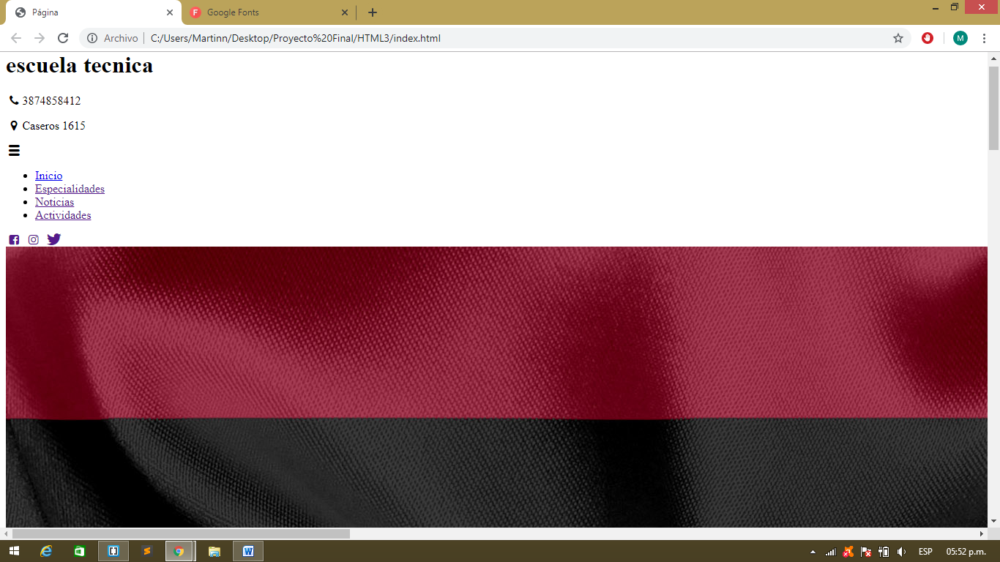 Página
Google Fonts
Archivo
C:/Users/Martinn/Desktop/Proyecto%20Final/HTML3/index.html
M
escuela tecnica
3874858412
Caseros 1615
Inicio
Especialidades
Noticias
Actividades
ESP
05:52 p.m.